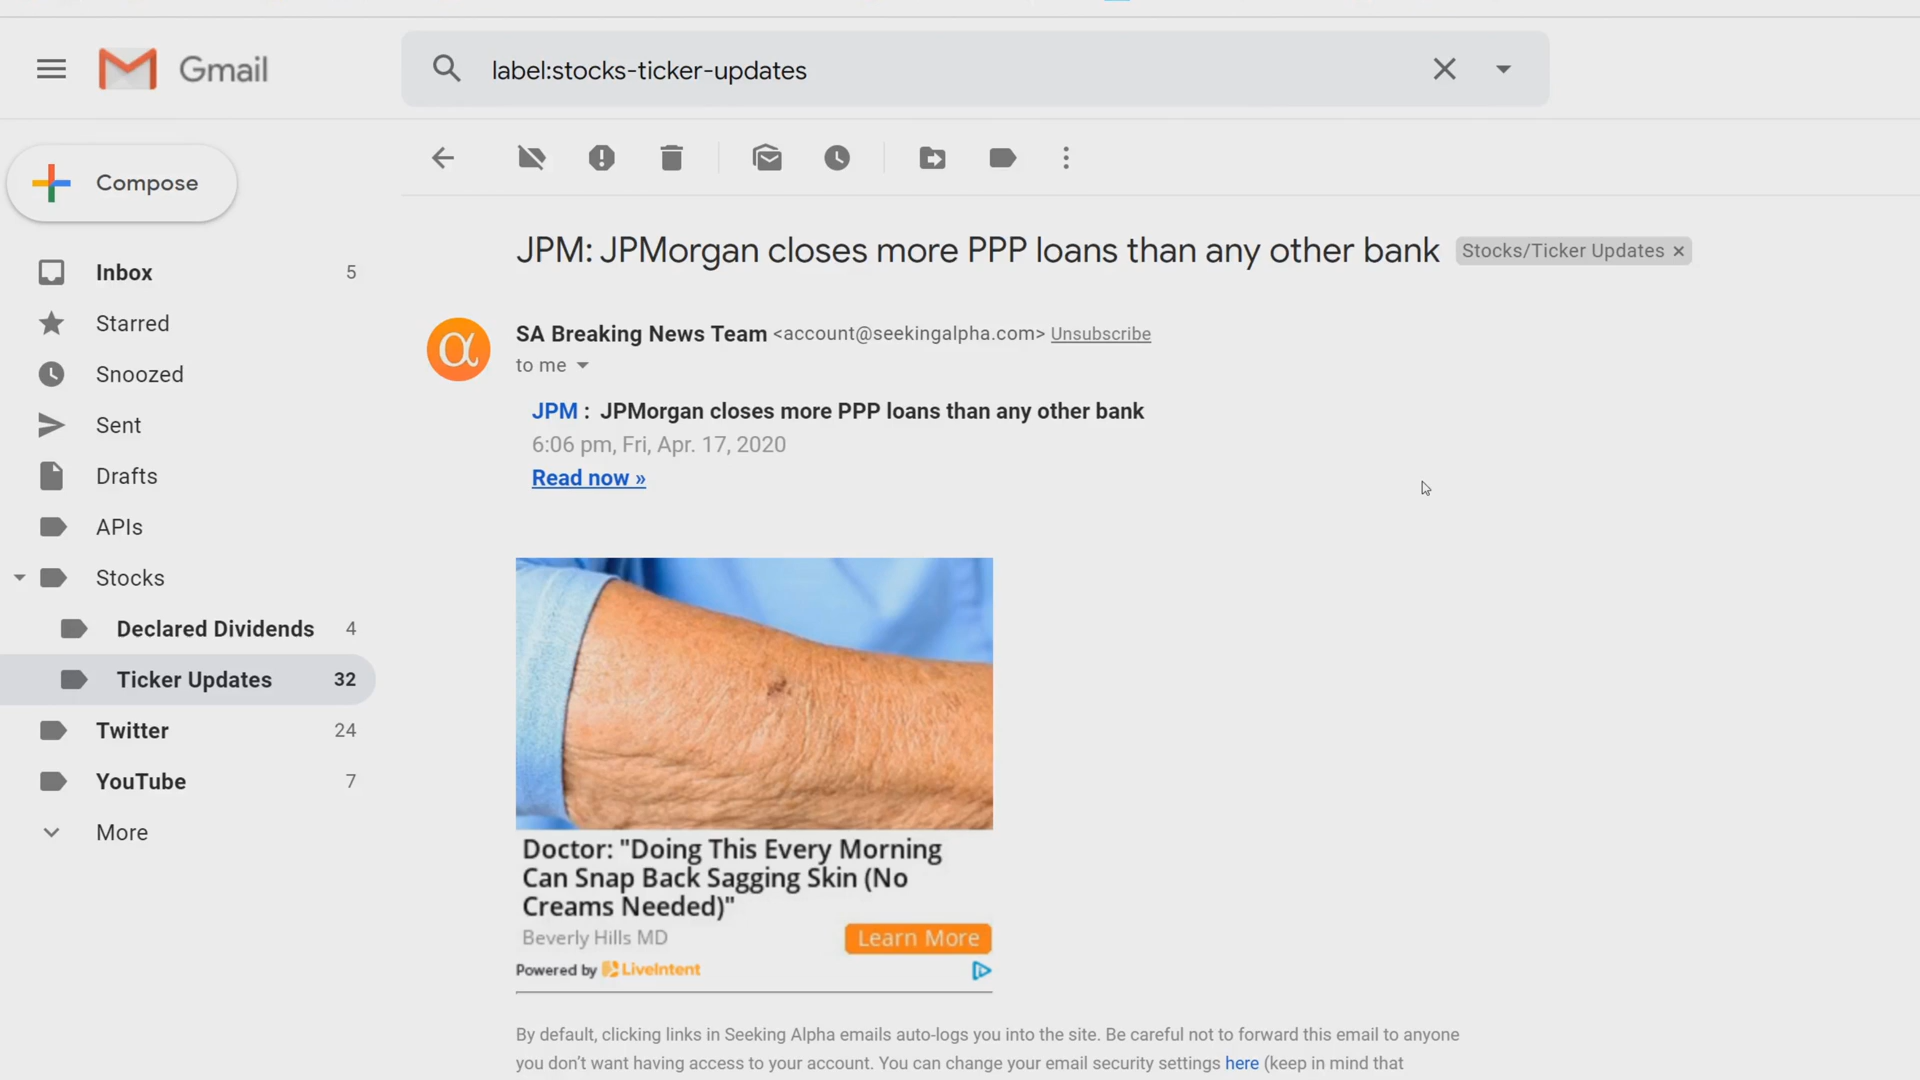 Gmail
label:stocks-ticker-updates
Compose
Inbox 5
Starred
Snoozed
Sent
Drafts
APIs
Stocks
Declared Dividends 4
Ticker Updates 32
Twitter 24
YouTube 7
More
JPM: JPMorgan closes more PPP loans than any other bank Stocks/Ticker Updates ×
SA Breaking News Team <account@seekingalpha.com> Unsubscribe
to me
JPM : JPMorgan closes more PPP loans than any other bank
6:06 pm, Fri, Apr. 17, 2020
Read now »
Doctor: "Doing This Every Morning
Can Snap Back Sagging Skin (No
Creams Needed)"
Beverly Hills MD
Learn More
Powered by LiveIntent
By default, clicking links in Seeking Alpha emails auto-logs you into the site. Be careful not to forward this email to anyone
you don't want having access to your account. You can change your email security settings here (keep in mind that